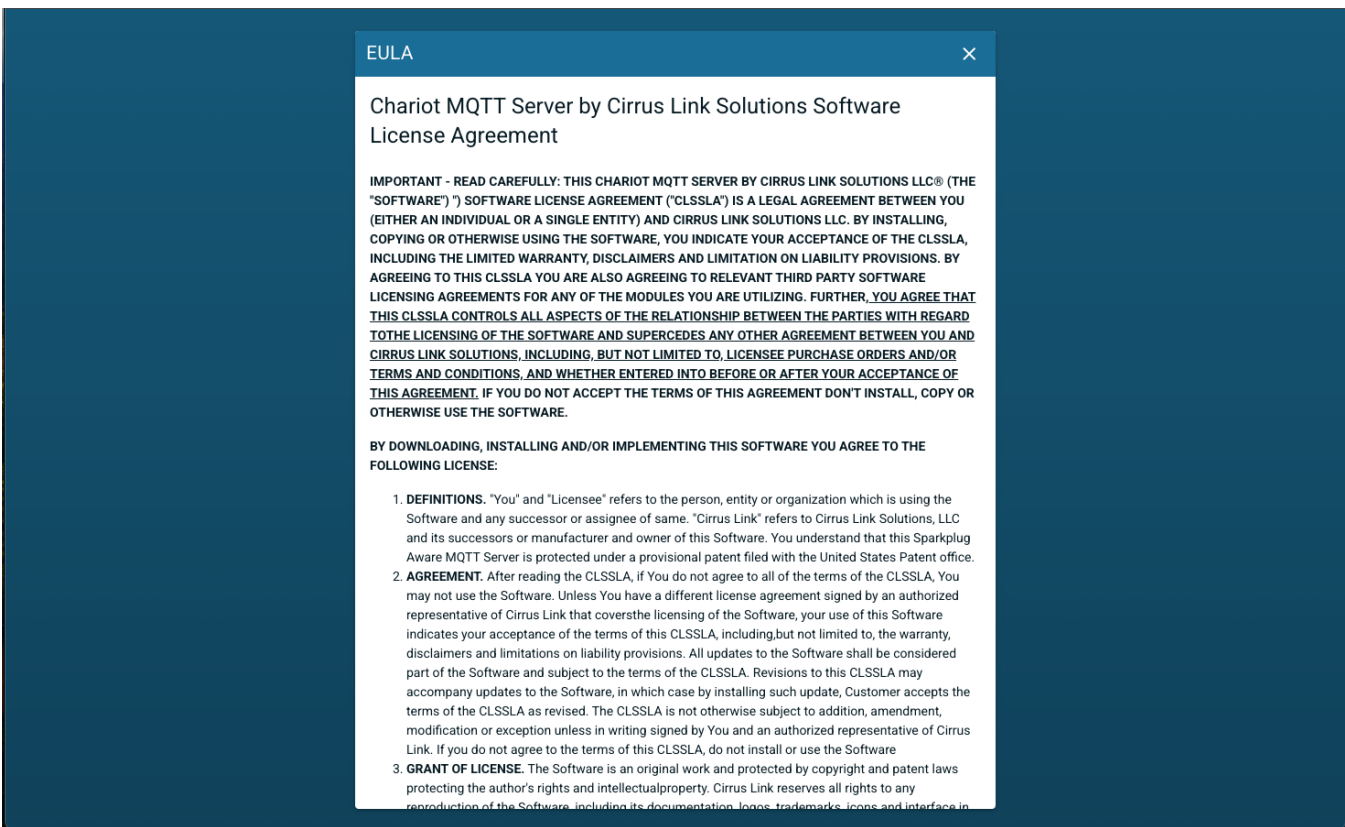 EULA
Chariot MQTT Server by Cirrus Link Solutions Software
License Agreement
IMPORTANT - READ CAREFULLY: THIS CHARIOT MQTT SERVER BY CIRRUS LINK SOLUTIONS LLC® (THE
"SOFTWARE") ") SOFTWARE LICENSE AGREEMENT ("CLSSLA") IS A LEGAL AGREEMENT BETWEEN YOU
(EITHER AN INDIVIDUAL OR A SINGLE ENTITY) AND CIRRUS LINK SOLUTIONS LLC. BY INSTALLING,
COPYING OR OTHERWISE USING THE SOFTWARE, YOU INDICATE YOUR ACCEPTANCE OF THE CLSSLA,
INCLUDING THE LIMITED WARRANTY, DISCLAIMERS AND LIMITATION ON LIABILITY PROVISIONS. BY
AGREEING TO THIS CLSSLA YOU ARE ALSO AGREEING TO RELEVANT THIRD PARTY SOFTWARE
LICENSING AGREEMENTS FOR ANY OF THE MODULES YOU ARE UTILIZING. FURTHER, YOU AGREE THAT
THIS CLSSLA CONTROLS ALL ASPECTS OF THE RELATIONSHIP BETWEEN THE PARTIES WITH REGARD
TOTHE LICENSING OF THE SOFTWARE AND SUPERCEDES ANY OTHER AGREEMENT BETWEEN YOU AND
CIRRUS LINK SOLUTIONS, INCLUDING, BUT NOT LIMITED TO, LICENSEE PURCHASE ORDERS AND/OR
TERMS AND CONDITIONS, AND WHETHER ENTERED INTO BEFORE OR AFTER YOUR ACCEPTANCE OF
THIS AGREEMENT. IF YOU DO NOT ACCEPT THE TERMS OF THIS AGREEMENT DON'T INSTALL, COPY OR
OTHERWISE USE THE SOFTWARE.
BY DOWNLOADING, INSTALLING AND/OR IMPLEMENTING THIS SOFTWARE YOU AGREE TO THE
FOLLOWING LICENSE:
1. DEFINITIONS. "You" and "Licensee" refers to the person, entity or organization which is using the
Software and any successor or assignee of same. "Cirrus Link" refers to Cirrus Link Solutions, LLC
and its successors or manufacturer and owner of this Software. You understand that this Sparkplug
Aware MQTT Server is protected under a provisional patent filed with the United States Patent office.
2. AGREEMENT. After reading the CLSSLA, if You do not agree to all of the terms of the CLSSLA, You
may not use the Software. Unless You have a different license agreement signed by an authorized
representative of Cirrus Link that coversthe licensing of the Software, your use of this Software
indicates your acceptance of the terms of this CLSSLA, including,but not limited to, the warranty,
disclaimers and limitations on liability provisions. All updates to the Software shall be considered
part of the Software and subject to the terms of the CLSSLA. Revisions to this CLSSLA may
accompany updates to the Software, in which case by installing such update, Customer accepts the
terms of the CLSSLA as revised. The CLSSLA is not otherwise subject to addition, amendment,
modification or exception unless in writing signed by You and an authorized representative of Cirrus
Link. If you do not agree to the terms of this CLSSLA, do not install or use the Software
3. GRANT OF LICENSE. The Software is an original work and protected by copyright and patent laws
protecting the author's rights and intellectualproperty. Cirrus Link reserves all rights to any
reproduction of the Software, including its documentation, logos, trademarks, icons and interface in